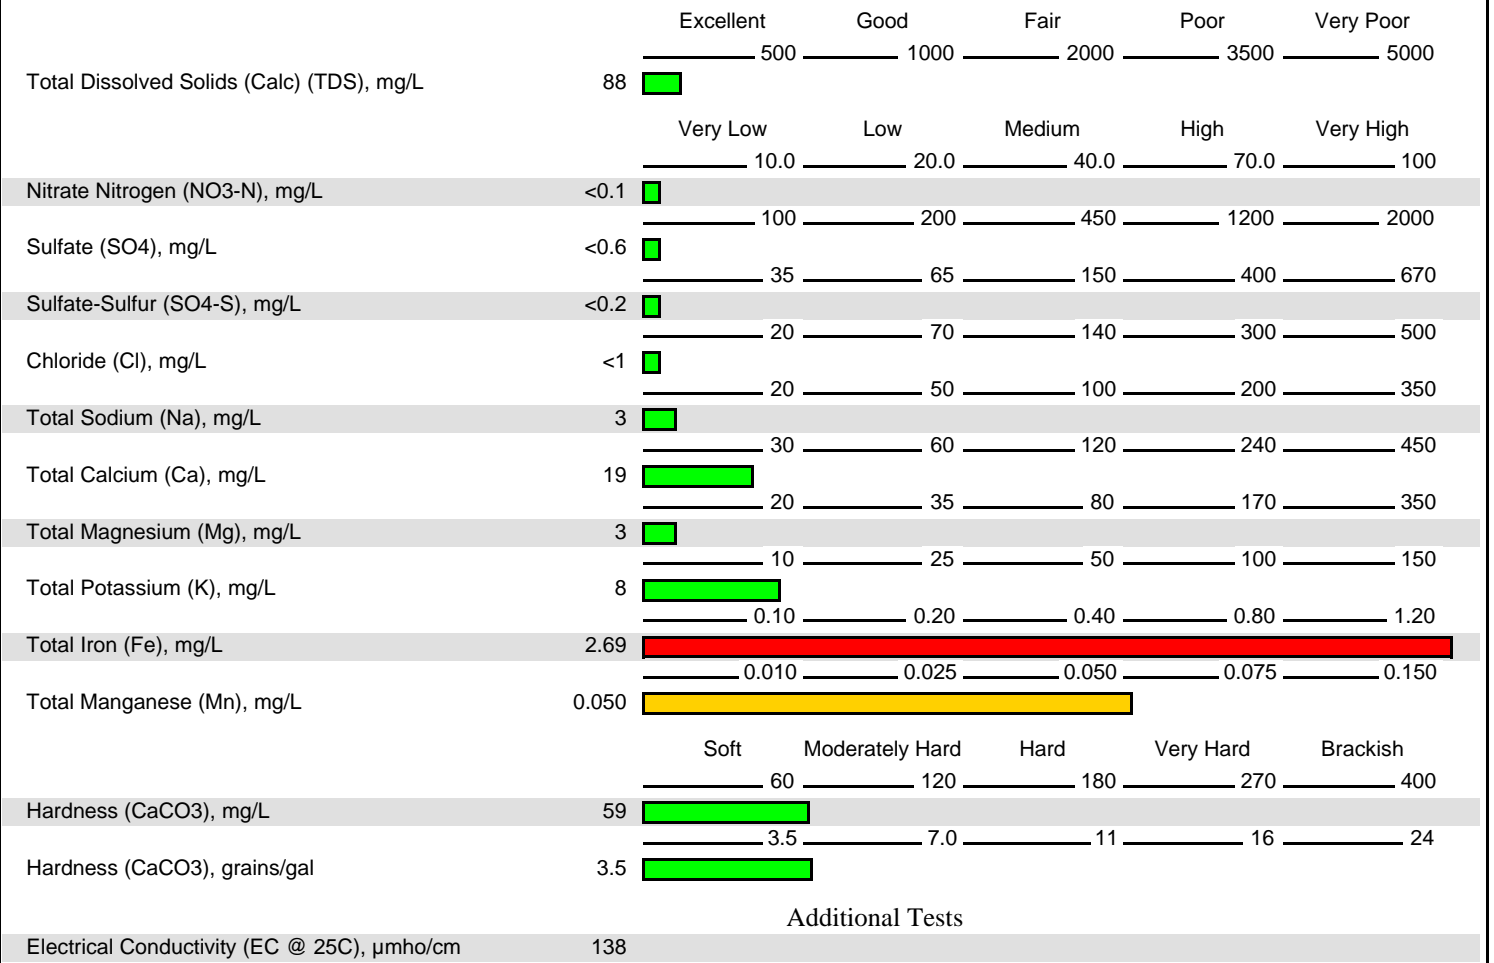 Excellent Good Fair Poor Very Poor
500 1000 2000 3500 5000
Total Dissolved Solids (Calc) (TDS), mg/L 88
Very Low Low Medium High Very High
10.0 20.0 40.0 70.0 100
Nitrate Nitrogen (NO3-N), mg/L <0.1
100 200 450 1200 2000
Sulfate (SO4), mg/L <0.6
35 65 150 400 670
Sulfate-Sulfur (SO4-S), mg/L <0.2
20 70 140 300 500
Chloride (Cl), mg/L <1
20 50 100 200 350
Total Sodium (Na), mg/L 3
30 60 120 240 450
Total Calcium (Ca), mg/L 19
20 35 80 170 350
Total Magnesium (Mg), mg/L 3
10 25 50 100 150
Total Potassium (K), mg/L 8
0.10 0.20 0.40 0.80 1.20
Total Iron (Fe), mg/L 2.69
0.010 0.025 0.050 0.075 0.150
Total Manganese (Mn), mg/L 0.050
Soft Moderately Hard Hard Very Hard Brackish
60 120 180 270 400
Hardness (CaCO3), mg/L 59
3.5 7.0 11 16 24
Hardness (CaCO3), grains/gal 3.5
Additional Tests
Electrical Conductivity (EC @ 25C), µmho/cm 138